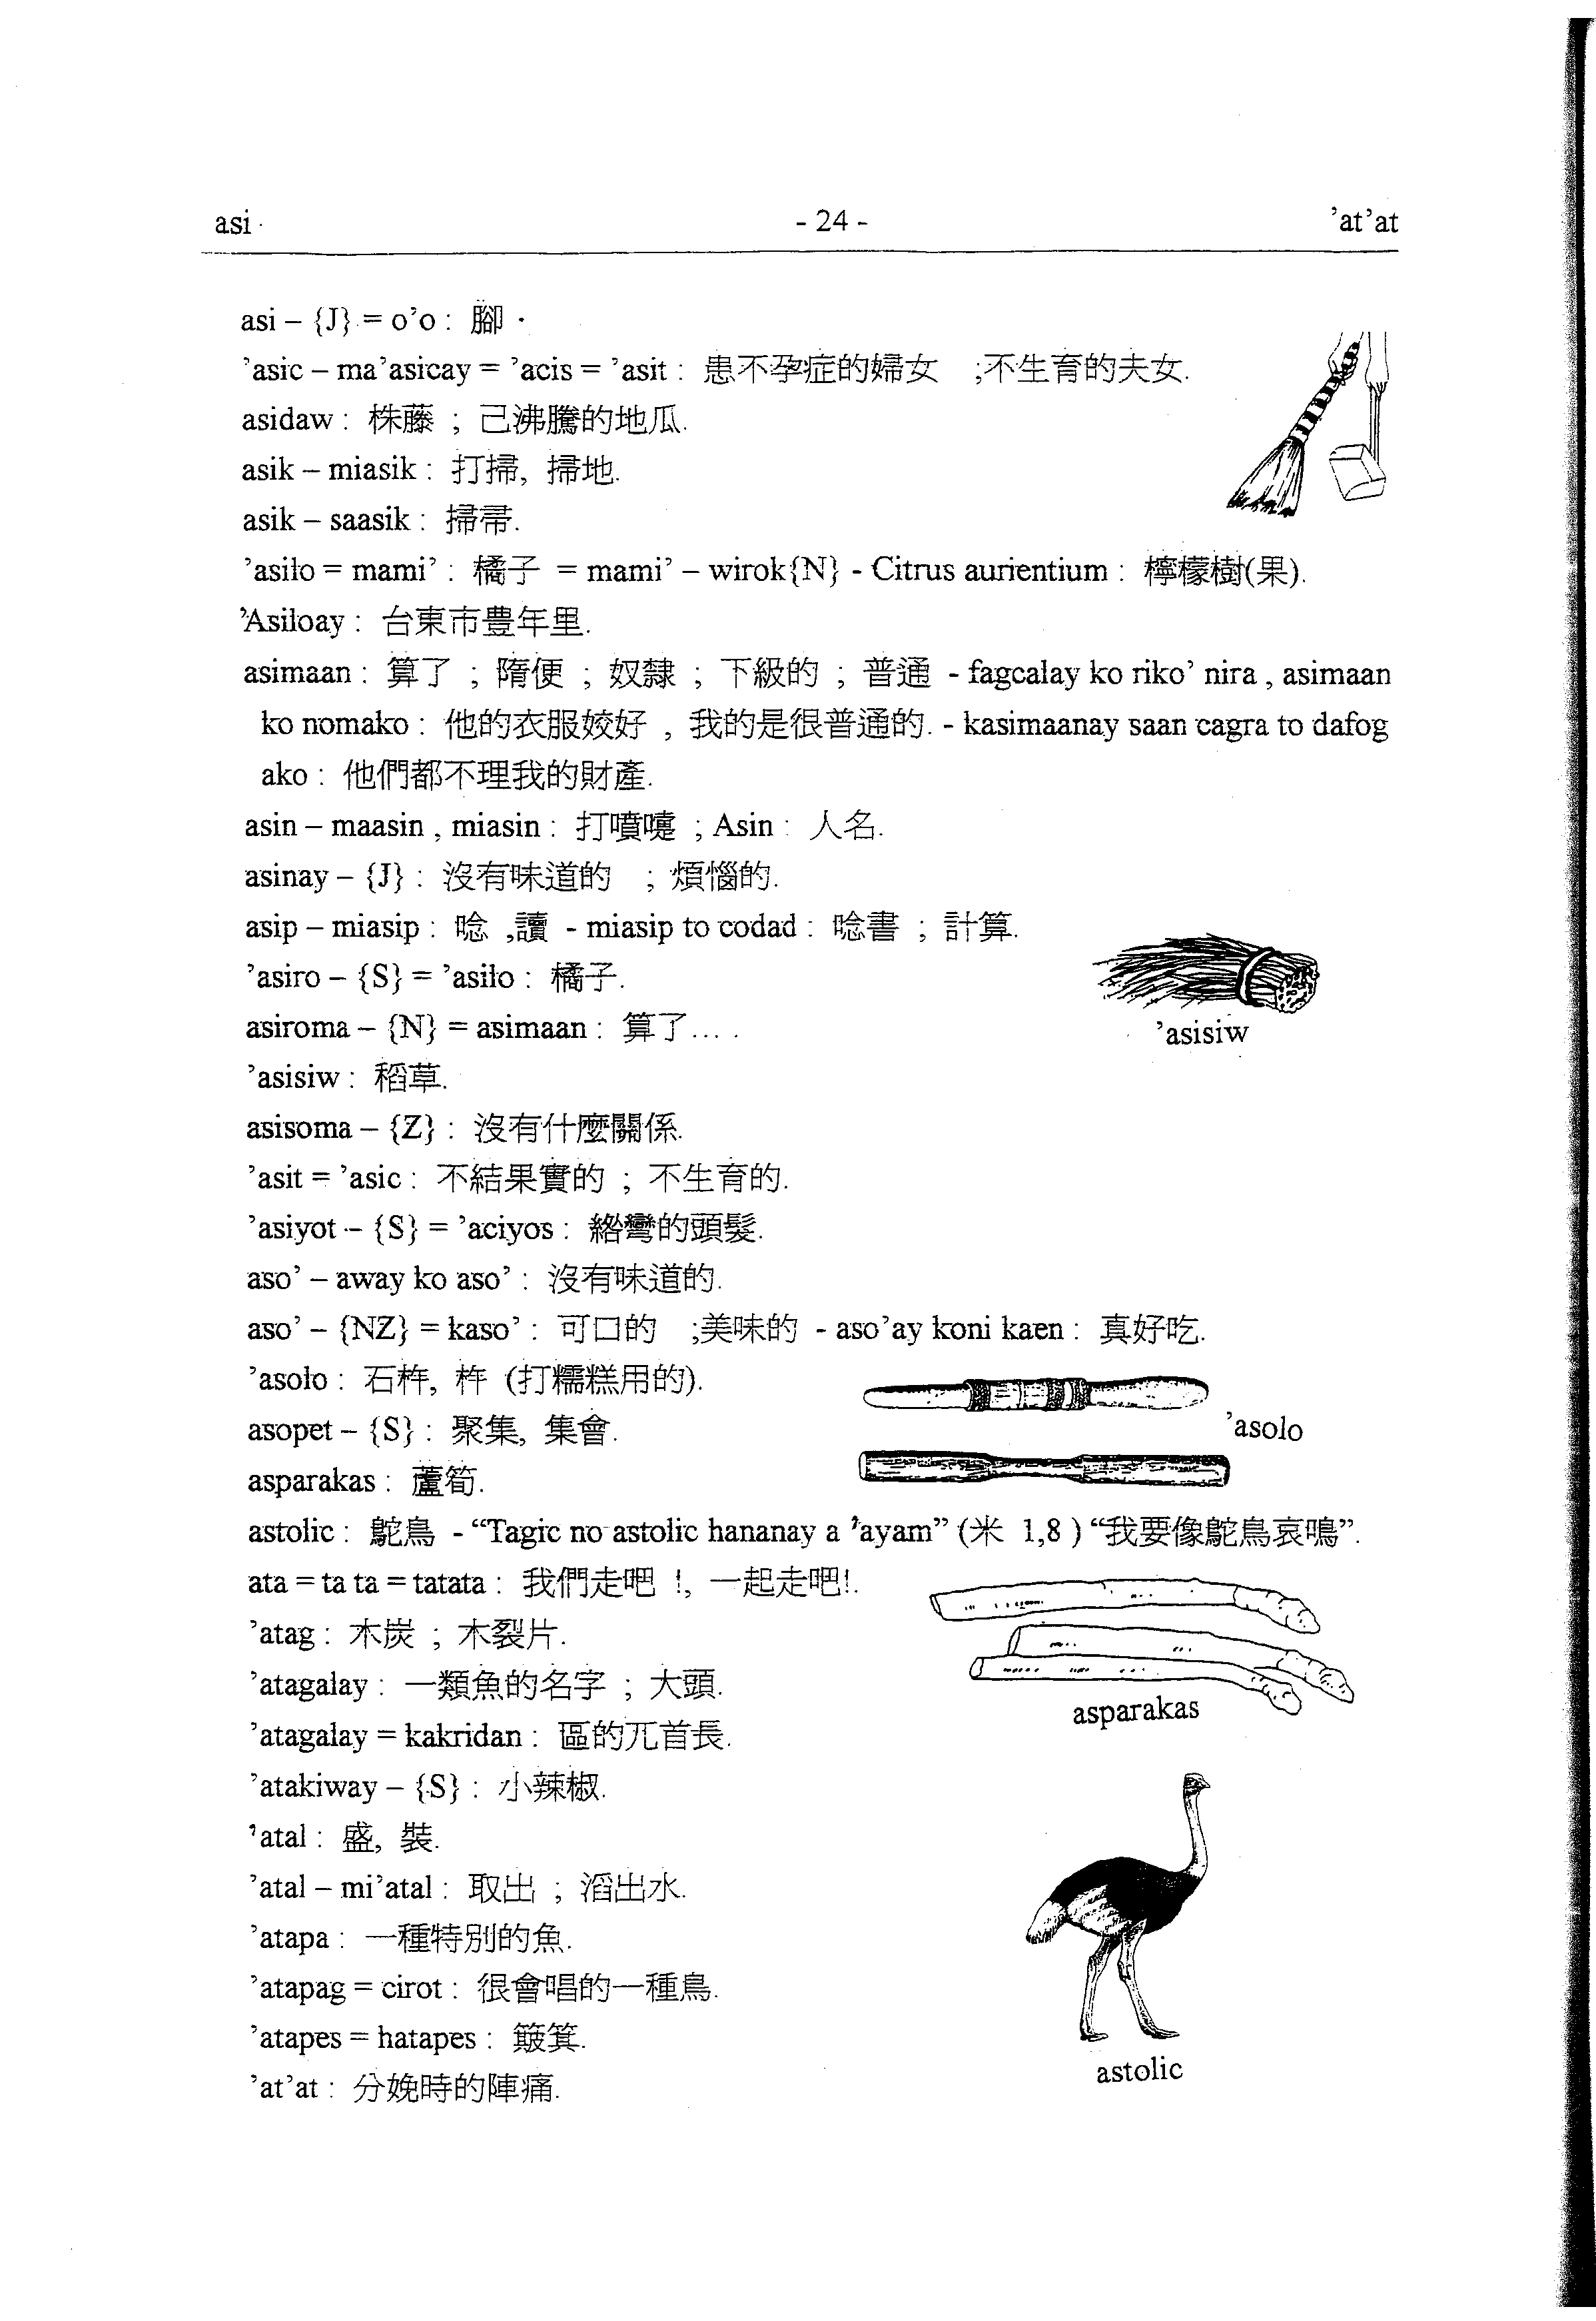 asi
- 24 -
’at’at
asi – {J} = o’o : 腳 .
’asic – ma’asicay = ’acis = ’asit : 患不孕症的婦女 ;不生育的夫女.
asidaw : 株藤 ; 己沸騰的地瓜.
asik – miasik : 打掃, 掃地.
asik – saasik : 掃帚.
’asilo = mami’ : 橘子 = mami’ – wirok{N} - Citrus aurientium : 檸檬樹(果).
’Asiloay : 台東市豊年里.
asimaan : 算了 ; 隋便 ; 奴隸 ; 下級的 ; 普通 - fagcalay ko riko’ nira , asimaan
ko nomako : 他的衣服姣好 , 我的是很普通的. - kasimaanay saan cagra to dafog
ako : 他們都不理我的財產.
asin – maasin , miasin : 打噴嚏 ; Asin : 人名.
asinay – {J} : 沒有味道的 ; 煩惱的.
asip – miasip : 唸 ,讀 - miasip to codad : 唸書 ; 計算.
’asiro – {S} = ’asilo : 橘子.
asiroma – {N} = asimaan : 算了... .
’asisiw
’asisiw : 稻草.
asisoma – {Z} : 沒有什麼關係.
’asit = ’asic : 不結果實的 ; 不生育的.
’asiyot – {S} = ’aciyos : 綹彎的頭髮.
aso’ – away ko aso’ : 沒有味道的.
aso’ – {NZ} = kaso’ : 可口的 ;美味的 - aso’ay koni kaen : 真好吃.
’asolo : 石杵, 杵 (打糯糕用的).
’asolo
asopet – {S} : 聚集, 集會.
asparakas : 蘆筍.
astolic : 鴕鳥 - “Tagic no astolic hananay a ’ayam” (米 1,8 ) “我要像鴕鳥哀鳴”.
ata = ta ta = tatata : 我們走吧 !, 一起走吧!.
’atag : 木炭 ; 木裂片.
’atagalay : 一類魚的名字 ; 大頭.
asparakas
’atagalay = kakridan : 區的兀首長.
’atakiway – {S} : 小辣椒.
’atal : 盛, 裝.
’atal – mi’atal : 取出 ; 滔出水.
’atapa : 一種特別的魚.
’atapag = cirot : 很會唱的一種鳥.
’atapes = hatapes : 簸箕.
astolic
’at’at : 分娩時的陣痛.